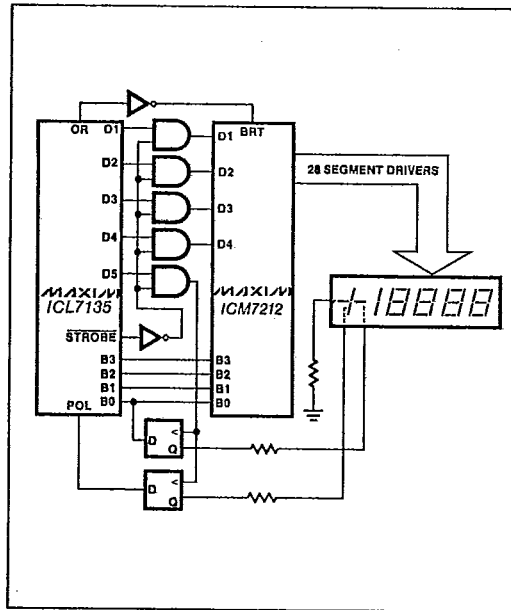 OR
D1
D2
D3
D4
D5
MAXIM
ICL7135
STROBE
B3
B2
B1
B0
POL
D1
BRT
D2
D3
D4
MAXIM
ICM7212
B3
B2
B1
B0
28 SEGMENT DRIVERS
+18888
D
<
Q
D
<
Q